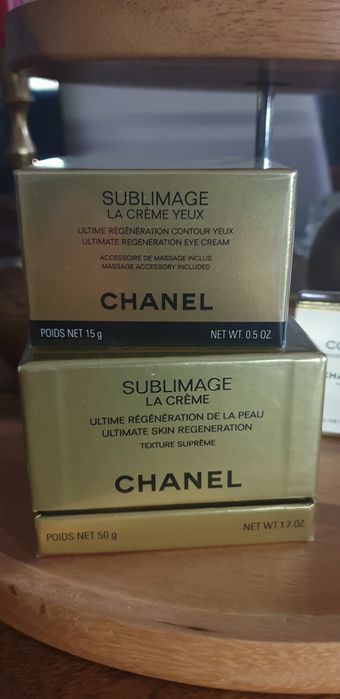 SUBLIMAGE
LA CRÈME YEUX
ULTIME RÉGÉNÉRATION CONTOUR YEUX
ULTIMATE REGENERATION EYE CREAM
ACCESSOIRE DE MASSAGE INCLUS
MASSAGE ACCESSORY INCLUDED
CHANEL
POIDS NET 15 g NET WT. 0.5 OZ.
SUBLIMAGE
LA CRÈME
ULTIME RÉGÉNÉRATION DE LA PEAU
ULTIMATE SKIN REGENERATION
TEXTURE SUPRÊME
CHANEL
POIDS NET 50 g NET WT. 1.7 OZ.